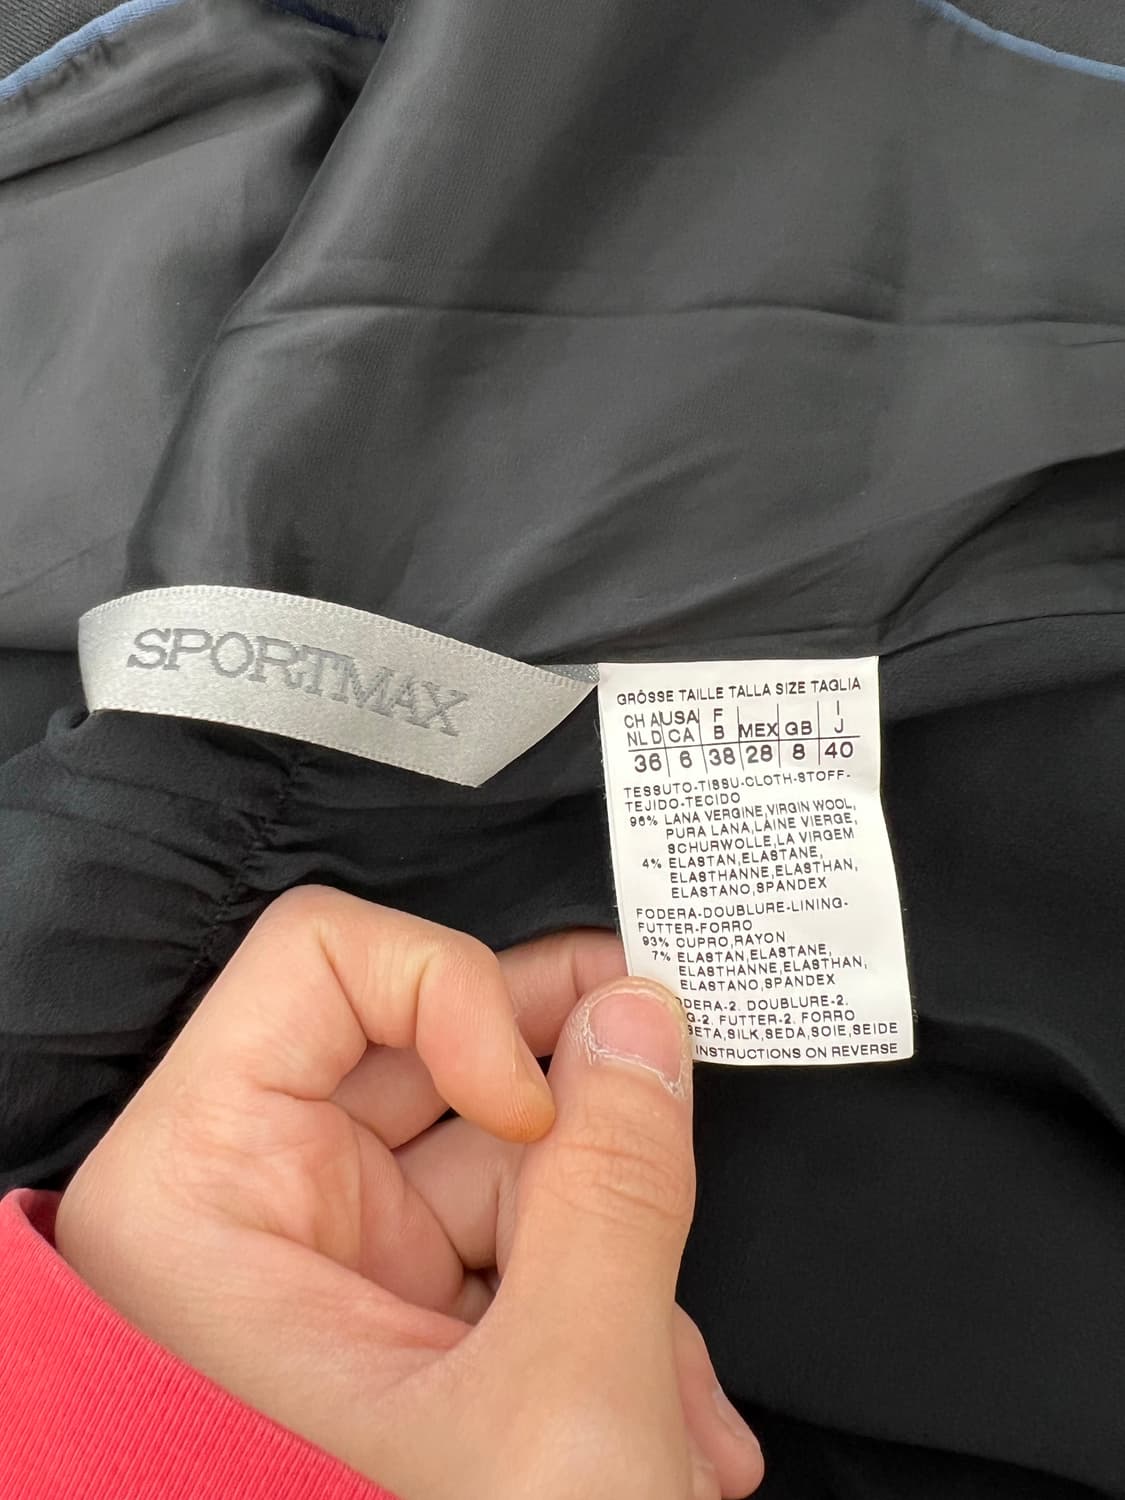 SPORTMAX
GRÖSSE TAILLE TALLA SIZE TAGLIA
CH A USA F MEX GB I
NL D CA B J
36 6 38 28 8 40
TESSUTO-TISSU-CLOTH-STOFF-
TEJIDO-TECIDO
96% LANA VERGINE,VIRGIN WOOL,
PURA LANA,LAINE VIERGE,
SCHURWOLLE,LA VIRGEM
4% ELASTAN,ELASTANE,
ELASTHANNE,ELASTHAN,
ELASTANO,SPANDEX
FODERA-DOUBLURE-LINING-
FUTTER-FORRO
93% CUPRO,RAYON
7% ELASTAN,ELASTANE,
ELASTHANNE,ELASTHAN,
ELASTANO,SPANDEX
ODERA-2. DOUBLURE-2.
G-2. FUTTER-2. FORRO
SETA,SILK,SEDA,SOIE,SEIDE
INSTRUCTIONS ON REVERSE